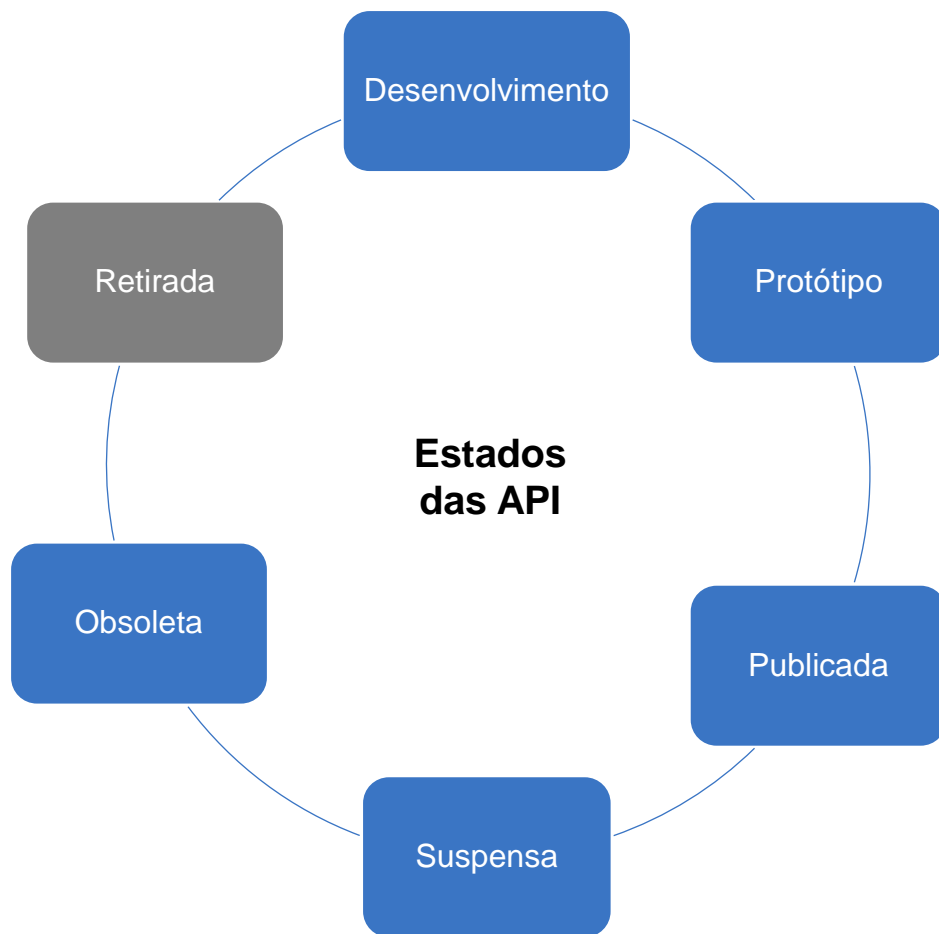 Desenvolvimento
Protótipo
Publicada
Suspensa
Obsoleta
Retirada
Estados
das API